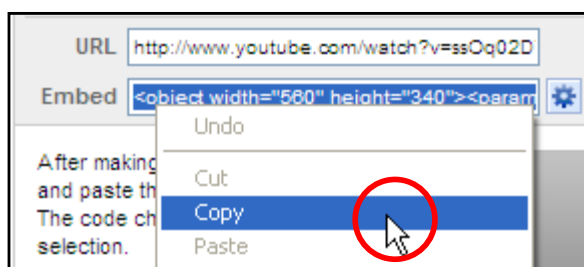 URL http://www.youtube.com/watch?v=ssOq02D
Embed <object width="560" height="340"><param
Undo
After making
Cut
and paste th
The code ch
Copy
selection.
Paste